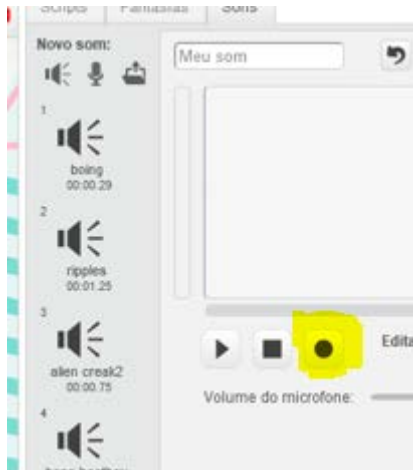 Scripts Fantasias Sons
Novo som:
Meu som
1
boing
00:00.29
2
ripples
00:01.25
3
alien creak2
00:00.75
Edita
Volume do microfone:
4